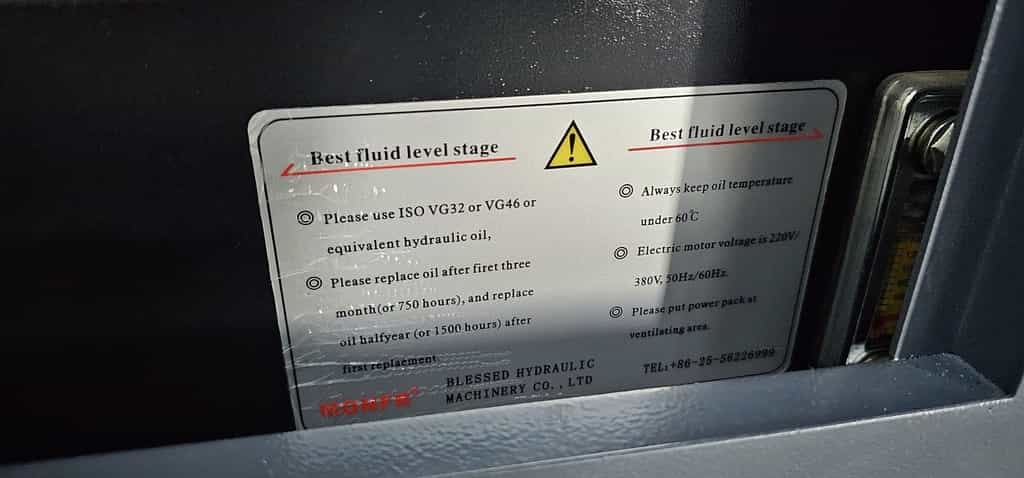 Best fluid level stage
Please use ISO VG32 or VG46 or
equivalent hydraulic oil,
Please replace oil after firet three
month(or 750 hours), and replace
oil halfyear (or 1500 hours) after
first replaement
Best fluid level stage
Always keep oil temperature
under 60℃
Electric motor voltage is 220V/
380V, 50Hz/60Hz.
Please put power pack at
ventilating area.
BLESSED HYDRAULIC
MACHINERY CO., LTD
TEL:+86-25-56226999